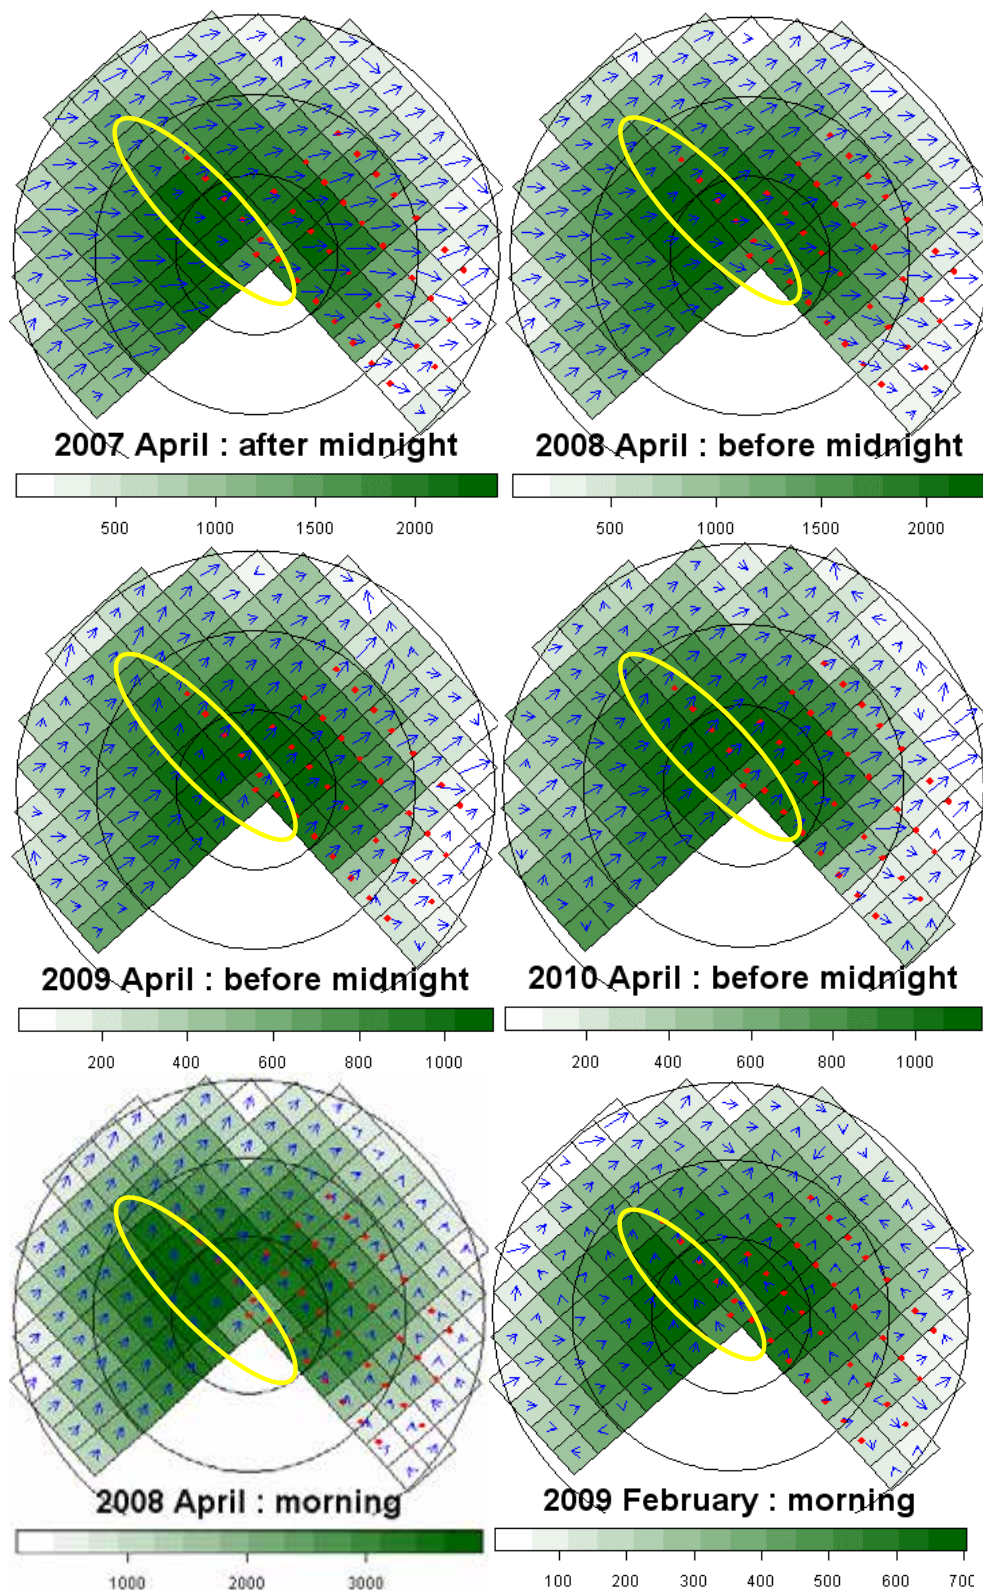 2007 April : after midnight
500 1000 1500 2000
2008 April : before midnight
500 1000 1500 2000
2009 April : before midnight
200 400 600 800 1000
2010 April : before midnight
200 400 600 800 1000
2008 April : morning
1000 2000 3000
2009 February : morning
100 200 300 400 500 600 700